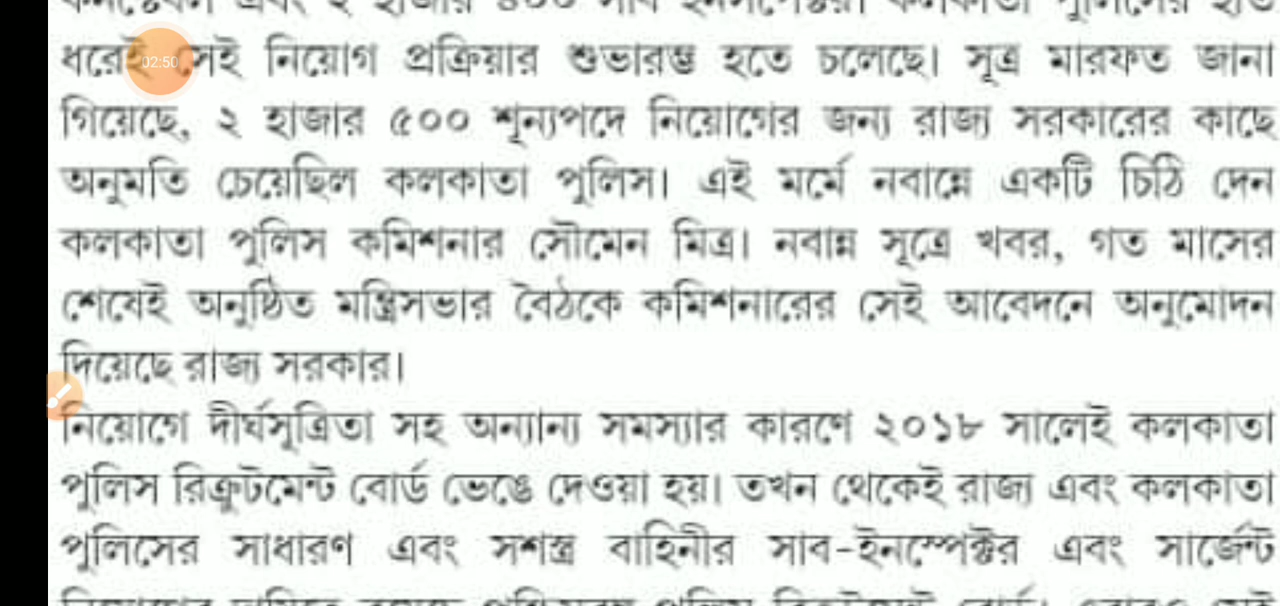 ধরেই সেই নিয়োগ প্রক্রিয়ার শুভারম্ভ হতে চলেছে। সূত্র মারফত জানা
02:50
গিয়েছে, ২ হাজার ৫০০ শূন্যপদে নিয়োগের জন্য রাজ্য সরকারের কাছে
অনুমতি চেয়েছিল কলকাতা পুলিস। এই মর্মে নবান্নে একটি চিঠি দেন
কলকাতা পুলিস কমিশনার সৌমেন মিত্র। নবান্ন সূত্রে খবর, গত মাসের
শেষেই অনুষ্ঠিত মন্ত্রিসভার বৈঠকে কমিশনারের সেই আবেদনে অনুমোদন
দিয়েছে রাজ্য সরকার।
নিয়োগে দীর্ঘসূত্রিতা সহ অন্যান্য সমস্যার কারণে ২০১৮ সালেই কলকাতা
পুলিস রিক্রুটমেন্ট বোর্ড ভেঙে দেওয়া হয়। তখন থেকেই রাজ্য এবং কলকাতা
পুলিসের সাধারণ এবং সশস্ত্র বাহিনীর সাব-ইনস্পেক্টর এবং সার্জেন্ট